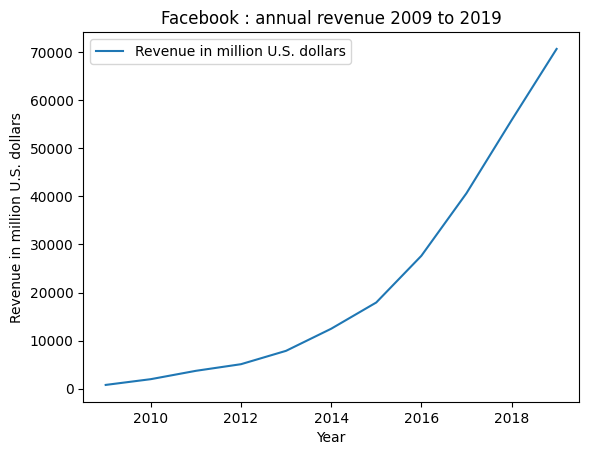 Facebook : annual revenue 2009 to 2019
Revenue in million U.S. dollars
Revenue in million U.S. dollars
70000
60000
50000
40000
30000
20000
10000
0
2010 2012 2014 2016 2018
Year